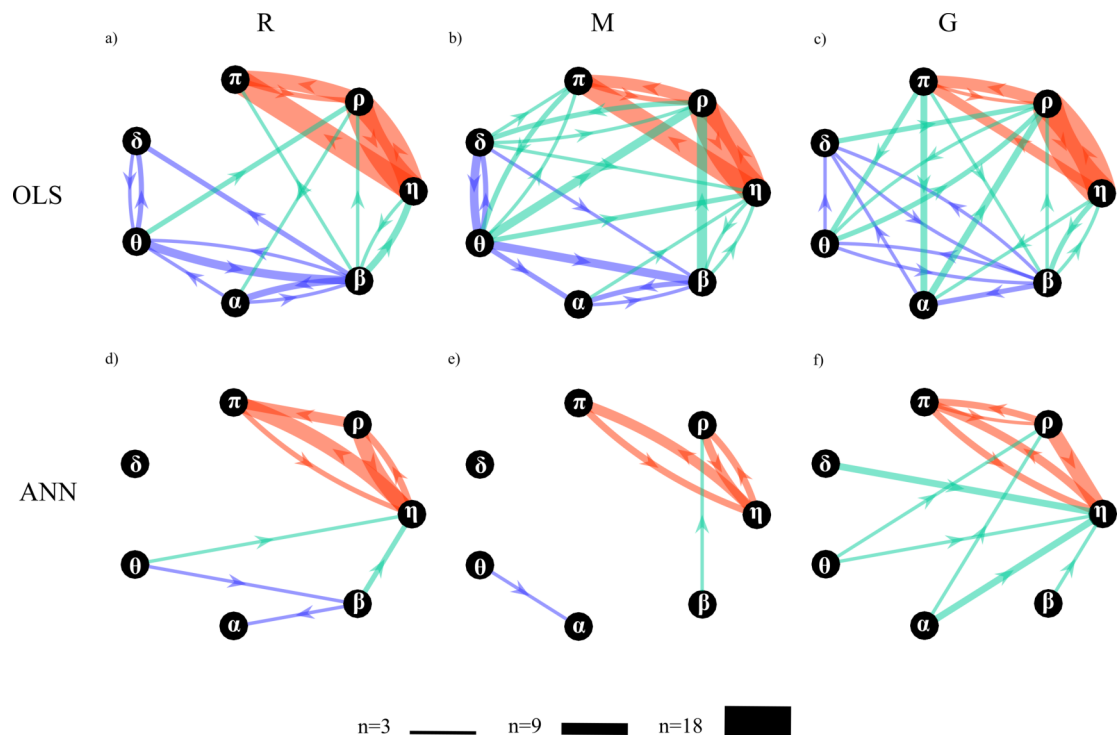 R M G
a) b) c)
π π π
ρ ρ ρ
δ δ δ
OLS η η η
θ θ θ
β β β
α α α
d) e) f)
π π π
ρ ρ ρ
δ δ δ
ANN η η η
θ θ θ
β β β
α α α
n=3 n=9 n=18